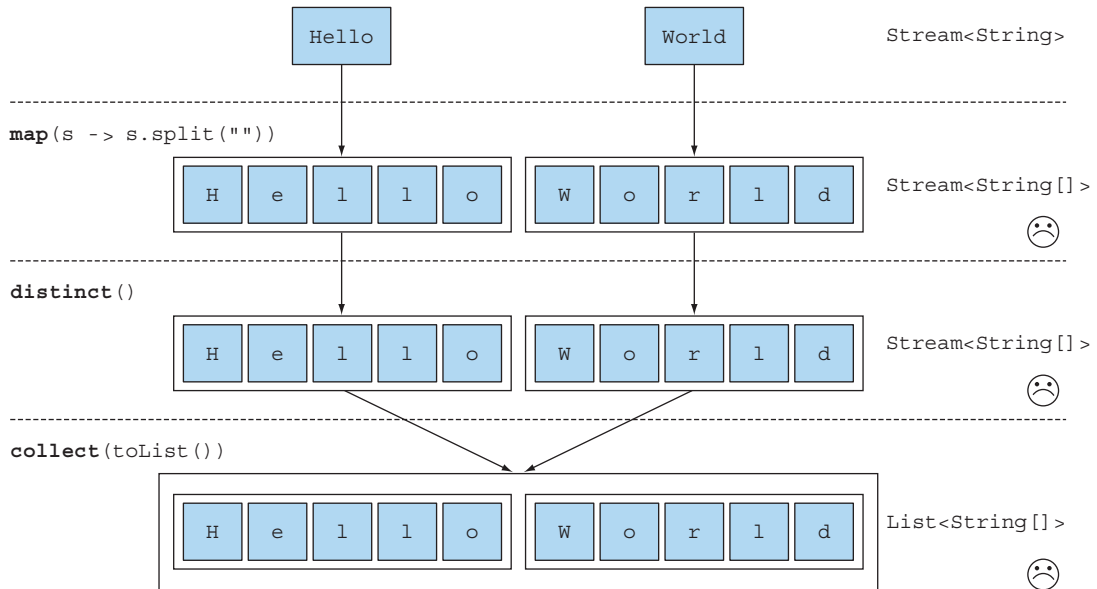 Hello World Stream<String>
map(s -> s.split(""))
H e l l o W o r l d Stream<String[]>
distinct()
H e l l o W o r l d Stream<String[]>
collect(toList())
H e l l o W o r l d List<String[]>